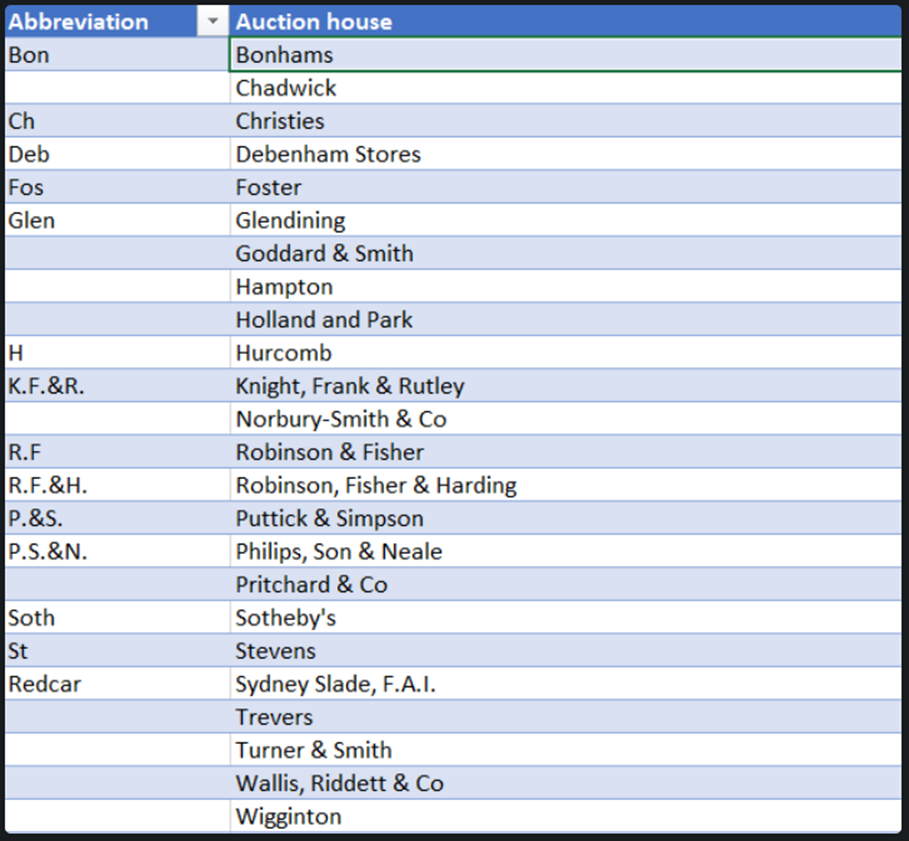 Abbreviation Auction house
Bon Bonhams
Chadwick
Ch Christies
Deb Debenham Stores
Fos Foster
Glen Glendining
Goddard & Smith
Hampton
Holland and Park
H Hurcomb
K.F.&R. Knight, Frank & Rutley
Norbury-Smith & Co
R.F Robinson & Fisher
R.F.&H. Robinson, Fisher & Harding
P.&S. Puttick & Simpson
P.S.&N. Philips, Son & Neale
Pritchard & Co
Soth Sotheby's
St Stevens
Redcar Sydney Slade, F.A.I.
Trevers
Turner & Smith
Wallis, Riddett & Co
Wigginton